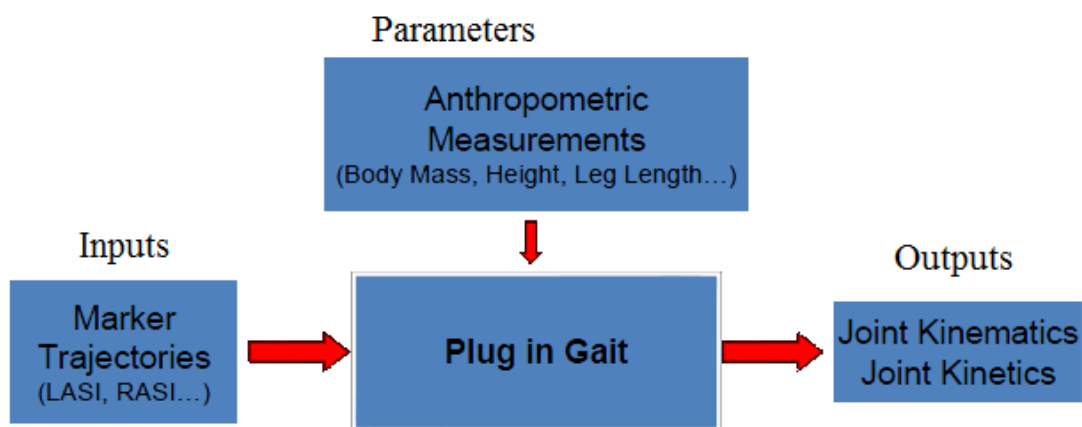 Parameters
Anthropometric
Measurements
(Body Mass, Height, Leg Length...)
Inputs
Marker
Trajectories
(LASI, RASI...)
Plug in Gait
Outputs
Joint Kinematics
Joint Kinetics